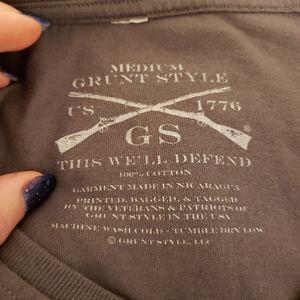 MEDIUM
GRUNT STYLE
US 1776
GS ®
THIS WE'LL DEFEND
100% COTTON
GARMENT MADE IN NICARAGUA
PRINTED, BAGGED, & TAGGED
BY THE VETERANS & PATRIOTS OF
GRUNT STYLE IN THE USA
MACHINE WASH COLD - TUMBLE DRY LOW
© GRUNT STYLE, LLC